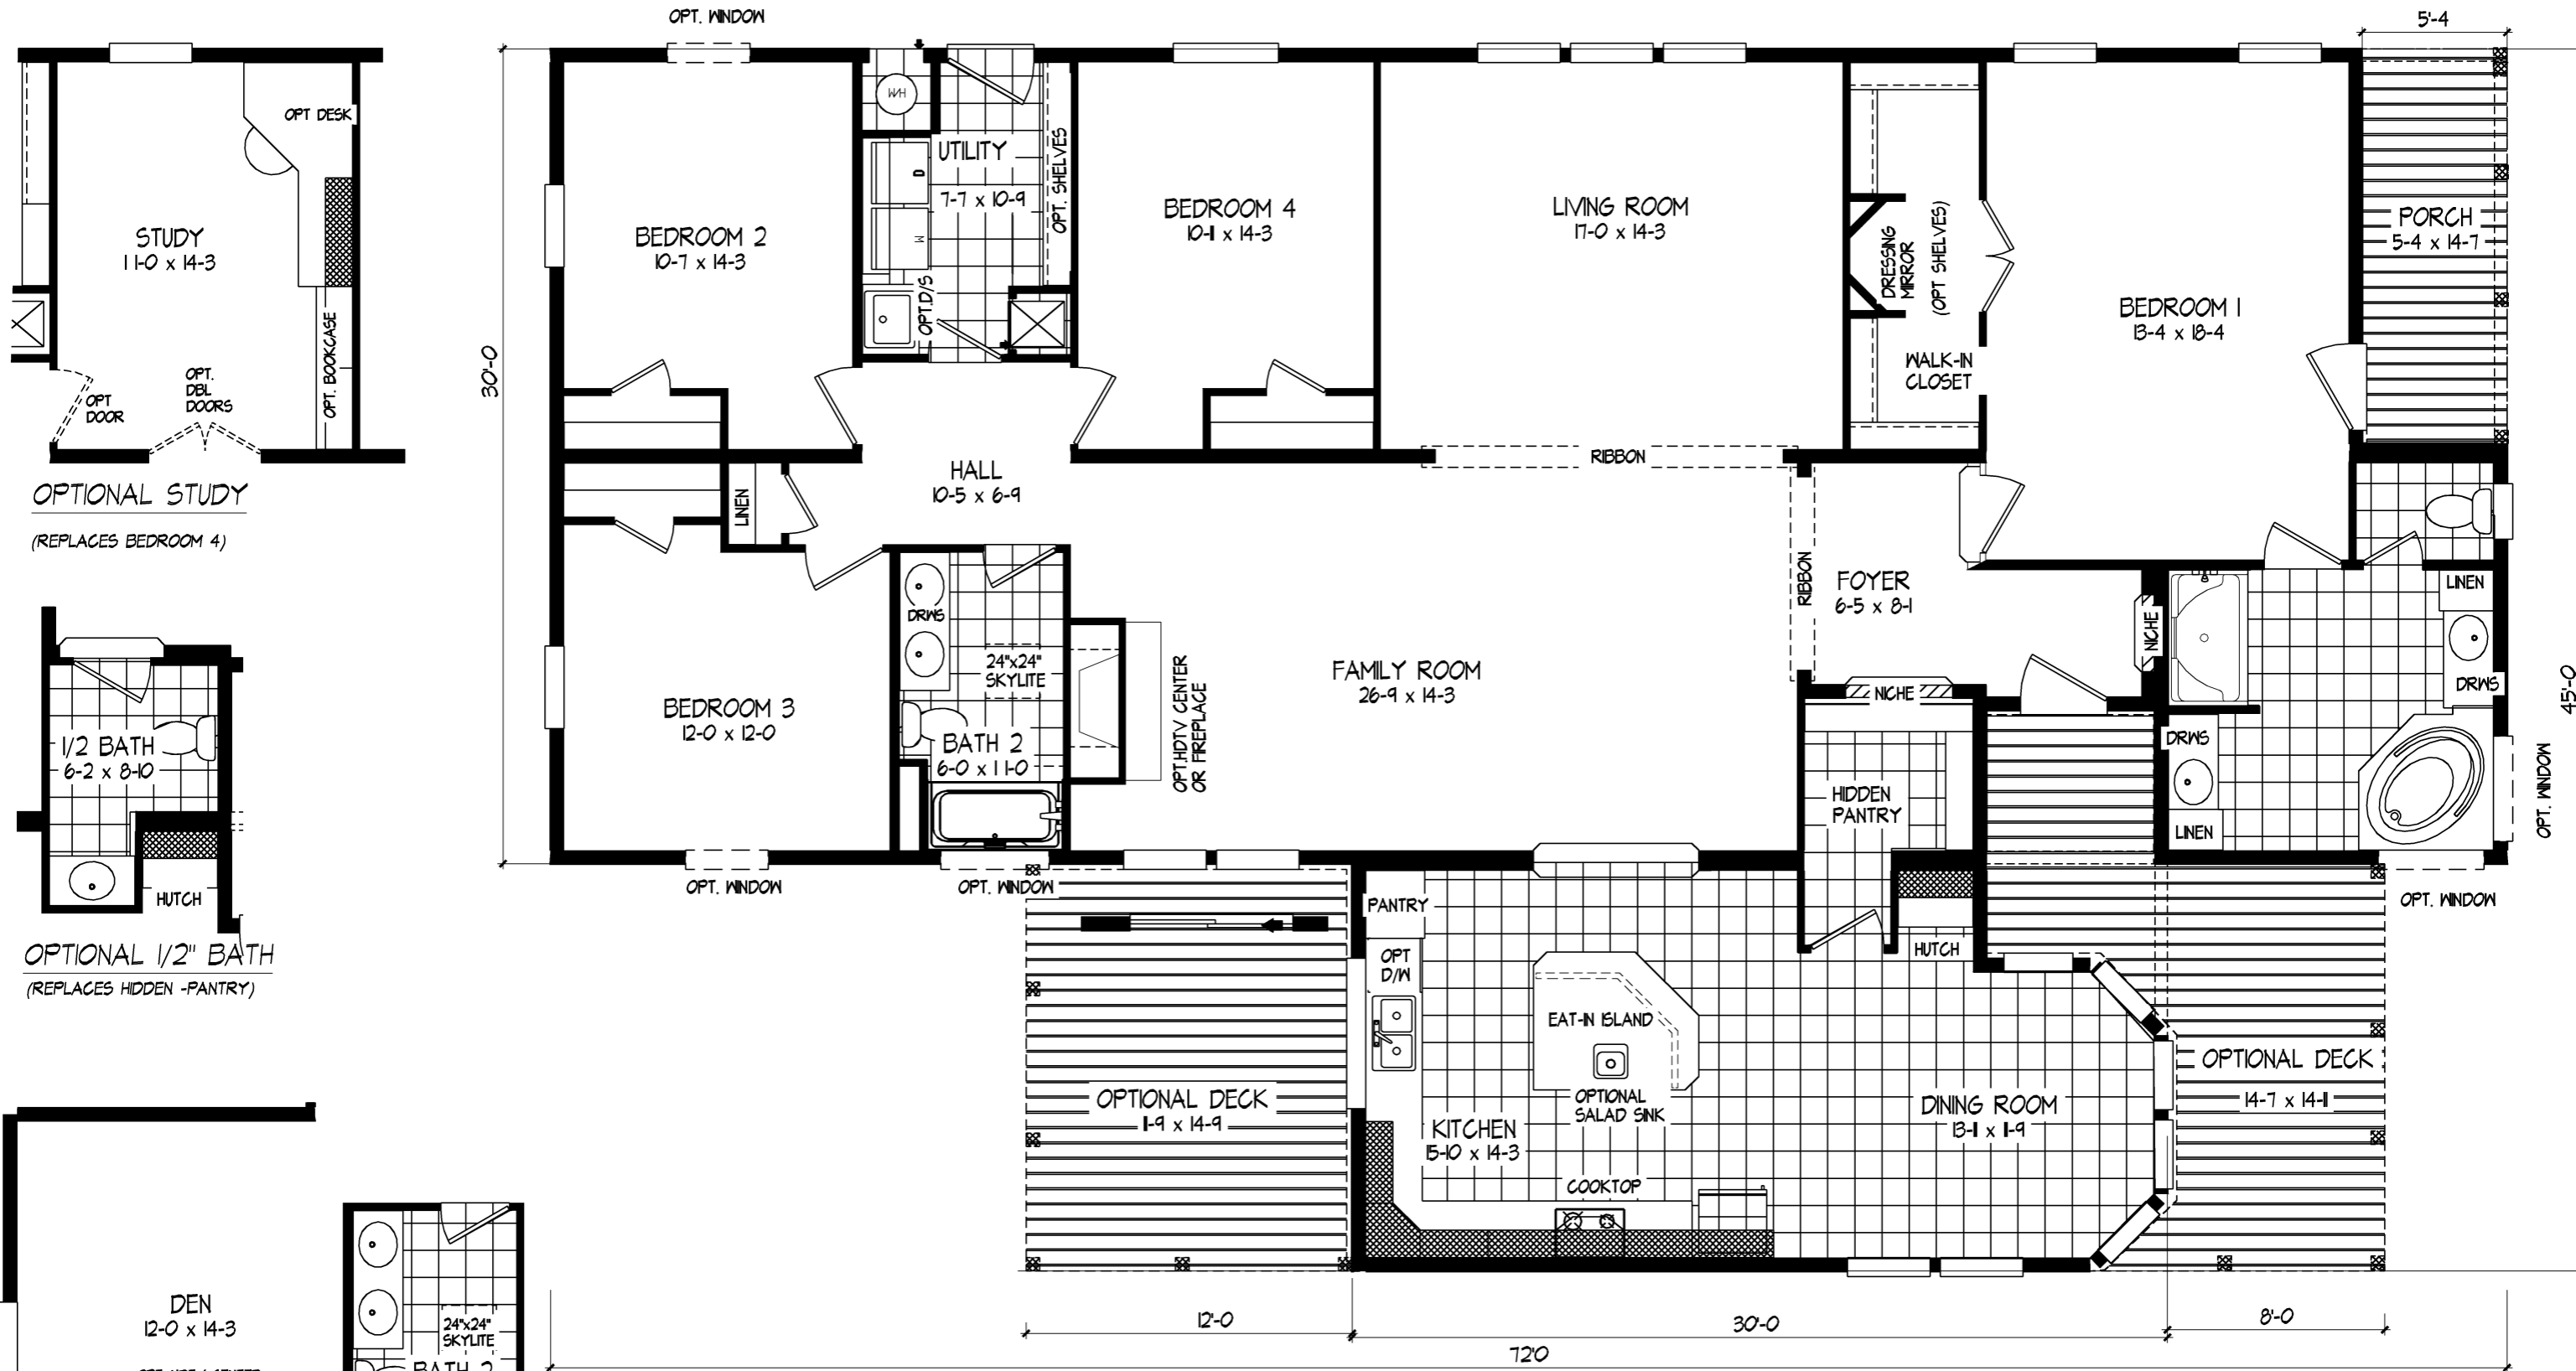 OPT. WINDOW
5'-4
OPT DESK
STUDY
11-0 x 14-3
OPT. BOOKCASE
OPT
DOOR
OPT.
DBL
DOORS
OPTIONAL STUDY
(REPLACES BEDROOM 4)
1/2 BATH
6-2 x 8-10
HUTCH
OPTIONAL 1/2" BATH
(REPLACES HIDDEN -PANTRY)
DEN
12-0 x 14-3
24"x24"
SKYLITE
BATH 2
30'-0
BEDROOM 2
10-7 x 14-3
W/H
UTILITY
7-7 x 10-9
D
W
OPT.D/S
OPT. SHELVES
BEDROOM 4
10-11 x 14-3
LIVING ROOM
17-0 x 14-3
DRESSING
MIRROR
(OPT SHELVES)
WALK-IN
CLOSET
BEDROOM 1
13-4 x 18-4
PORCH
5-4 x 14-7
HALL
10-5 x 6-9
LINEN
RIBBON
RIBBON
FOYER
6-5 x 8-1
NICHE
NICHE
LINEN
DRWS
DRWS
LINEN
45'-0
OPT. WINDOW
OPT. WINDOW
BEDROOM 3
12-0 x 12-0
DRWS
24"x24"
SKYLITE
BATH 2
6-0 x 11-0
OPT.HDTV CENTER
OR FIREPLACE
FAMILY ROOM
26-9 x 14-3
HIDDEN
PANTRY
OPT. WINDOW
OPT. WINDOW
PANTRY
OPT
D/W
HUTCH
EAT-IN ISLAND
OPTIONAL
SALAD SINK
KITCHEN
15-10 x 14-3
COOKTOP
DINING ROOM
13-11 x 11-9
OPTIONAL DECK
11-9 x 14-9
OPTIONAL DECK
14-7 x 14-11
12'-0
30'-0
8'-0
72'0